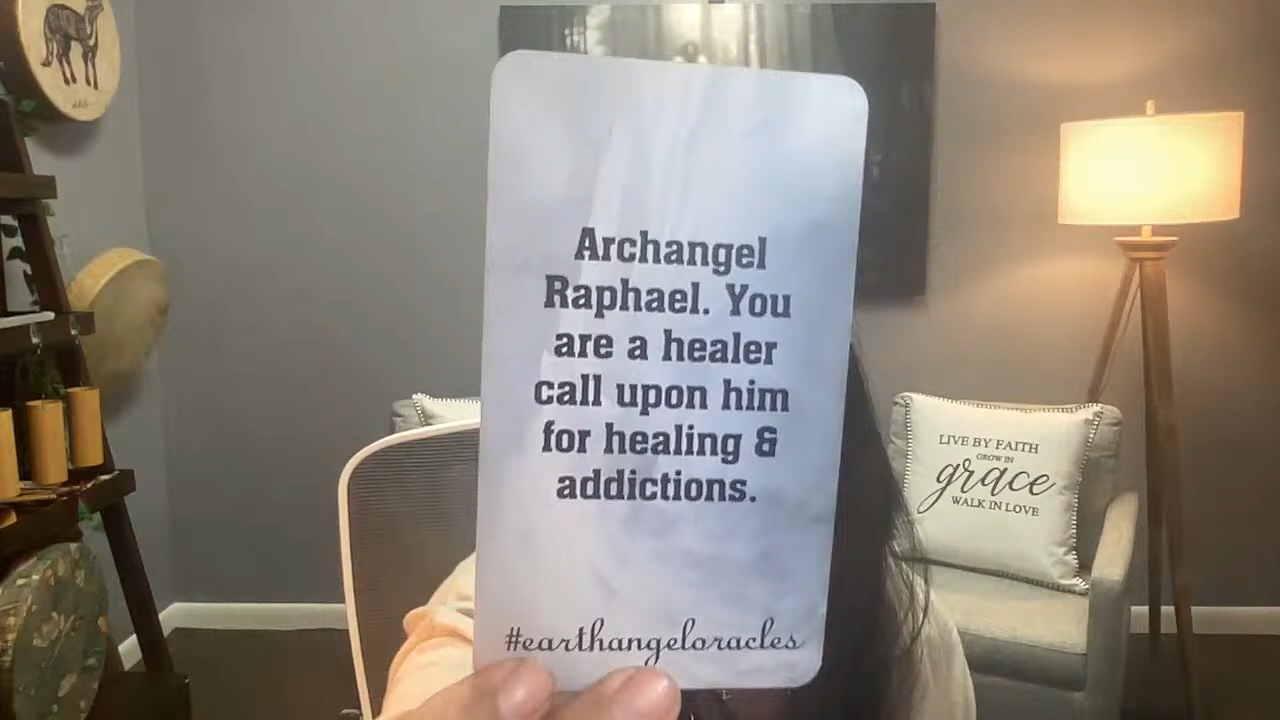 Archangel
Raphael. You
are a healer
call upon him
for healing &
addictions.
#earthangeloracles
LIVE BY FAITH
GROW IN
grace
WALK IN LOVE